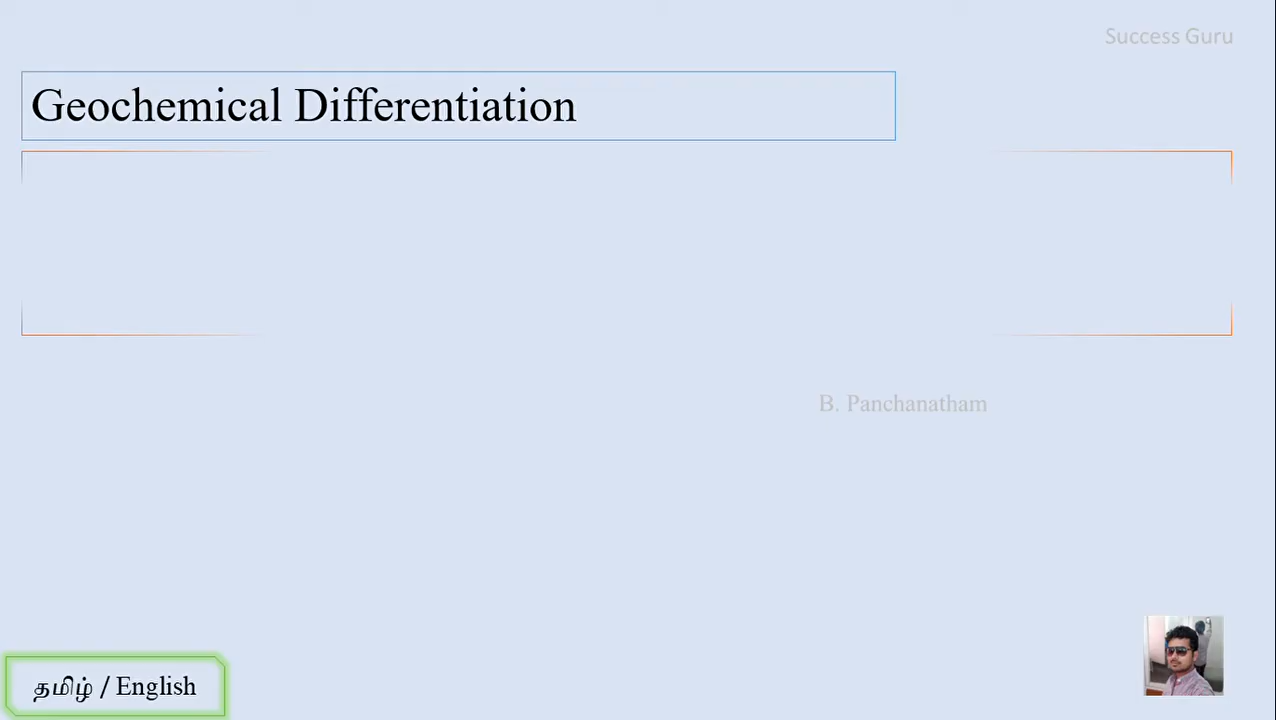 Success Guru
Geochemical Differentiation
B. Panchanatham
தமிழ் / English